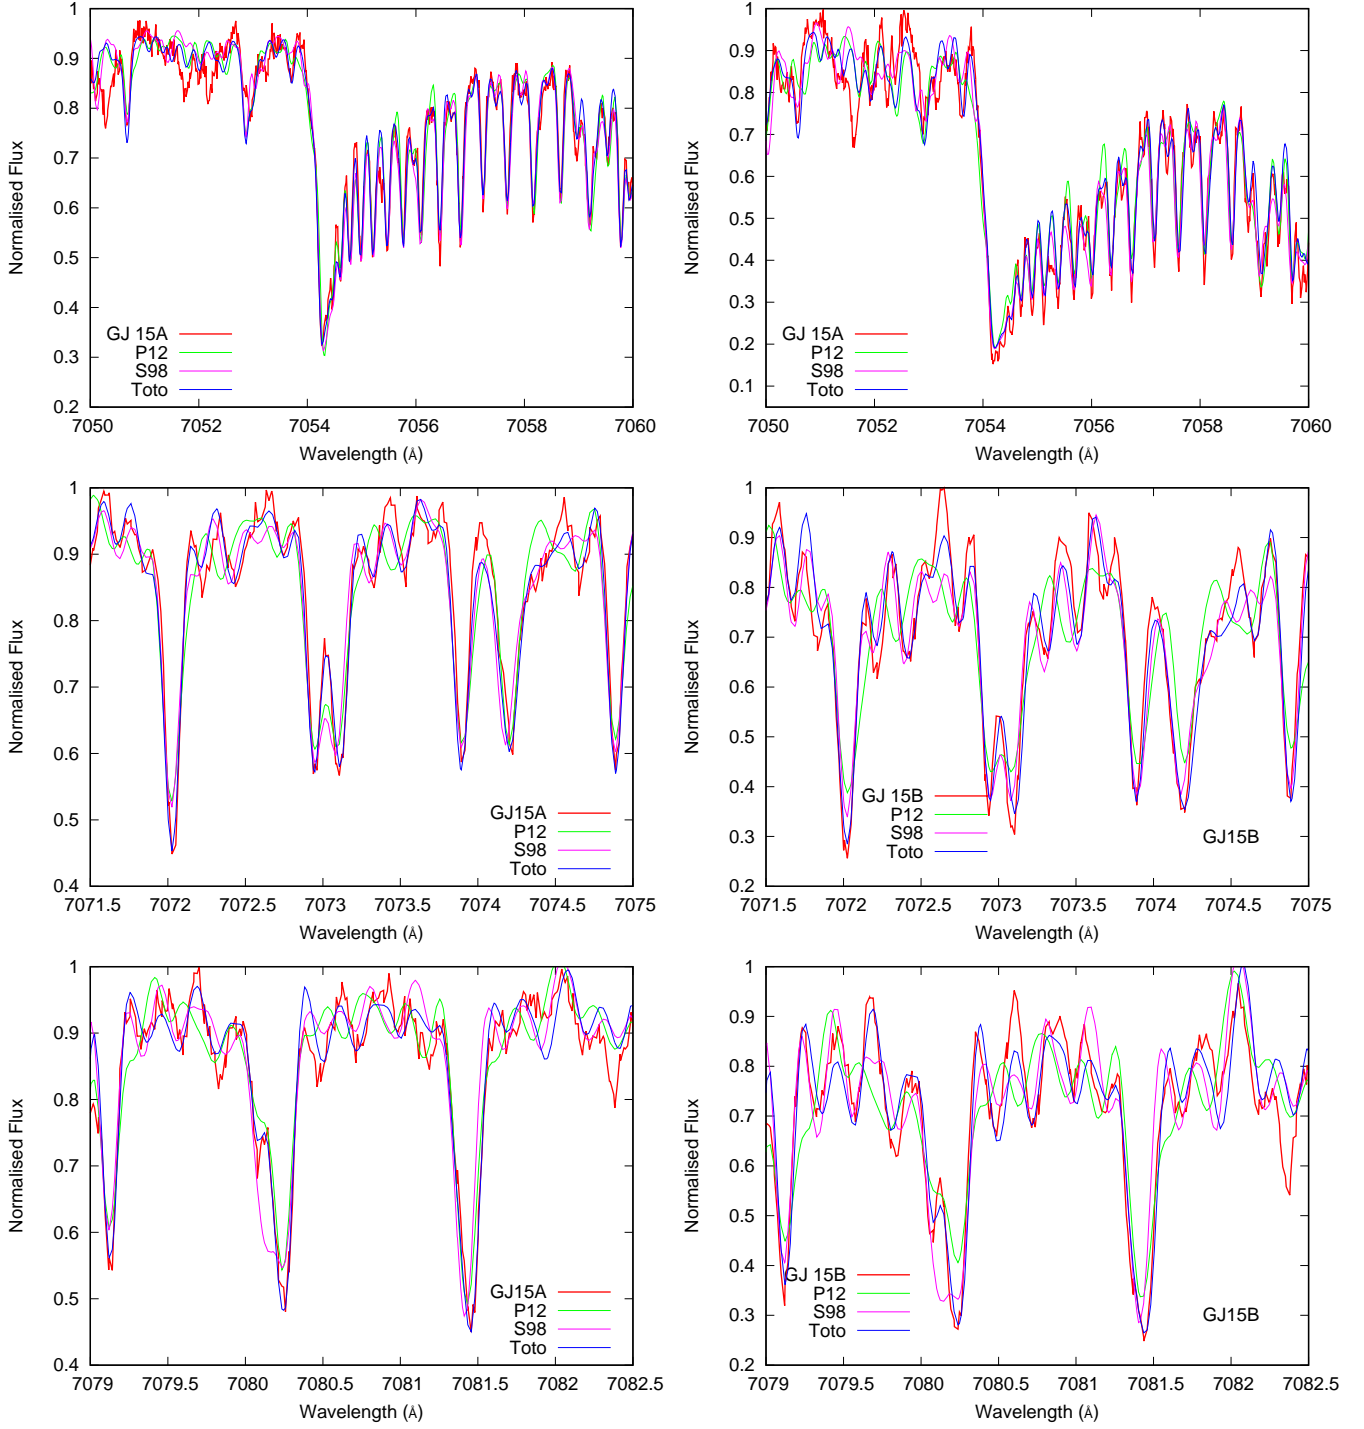 1
0.9
0.8
0.7
0.6
0.5
0.4
0.3
0.2
Normalised Flux
GJ 15A
P12
S98
Toto
7050 7052 7054 7056 7058 7060
Wavelength (Å)
1
0.9
0.8
0.7
0.6
0.5
0.4
0.3
0.2
0.1
Normalised Flux
GJ 15A
P12
S98
Toto
7050 7052 7054 7056 7058 7060
Wavelength (Å)
1
0.9
0.8
0.7
0.6
0.5
0.4
Normalised Flux
GJ15A
P12
S98
Toto
7071.5 7072 7072.5 7073 7073.5 7074 7074.5 7075
Wavelength (Å)
1
0.9
0.8
0.7
0.6
0.5
0.4
0.3
0.2
Normalised Flux
GJ 15B
P12
S98
Toto
GJ15B
7071.5 7072 7072.5 7073 7073.5 7074 7074.5 7075
Wavelength (Å)
1
0.9
0.8
0.7
0.6
0.5
0.4
Normalised Flux
GJ15A
P12
S98
Toto
7079 7079.5 7080 7080.5 7081 7081.5 7082 7082.5
Wavelength (Å)
1
0.9
0.8
0.7
0.6
0.5
0.4
0.3
0.2
Normalised Flux
GJ 15B
P12
S98
Toto
GJ15B
7079 7079.5 7080 7080.5 7081 7081.5 7082 7082.5
Wavelength (Å)